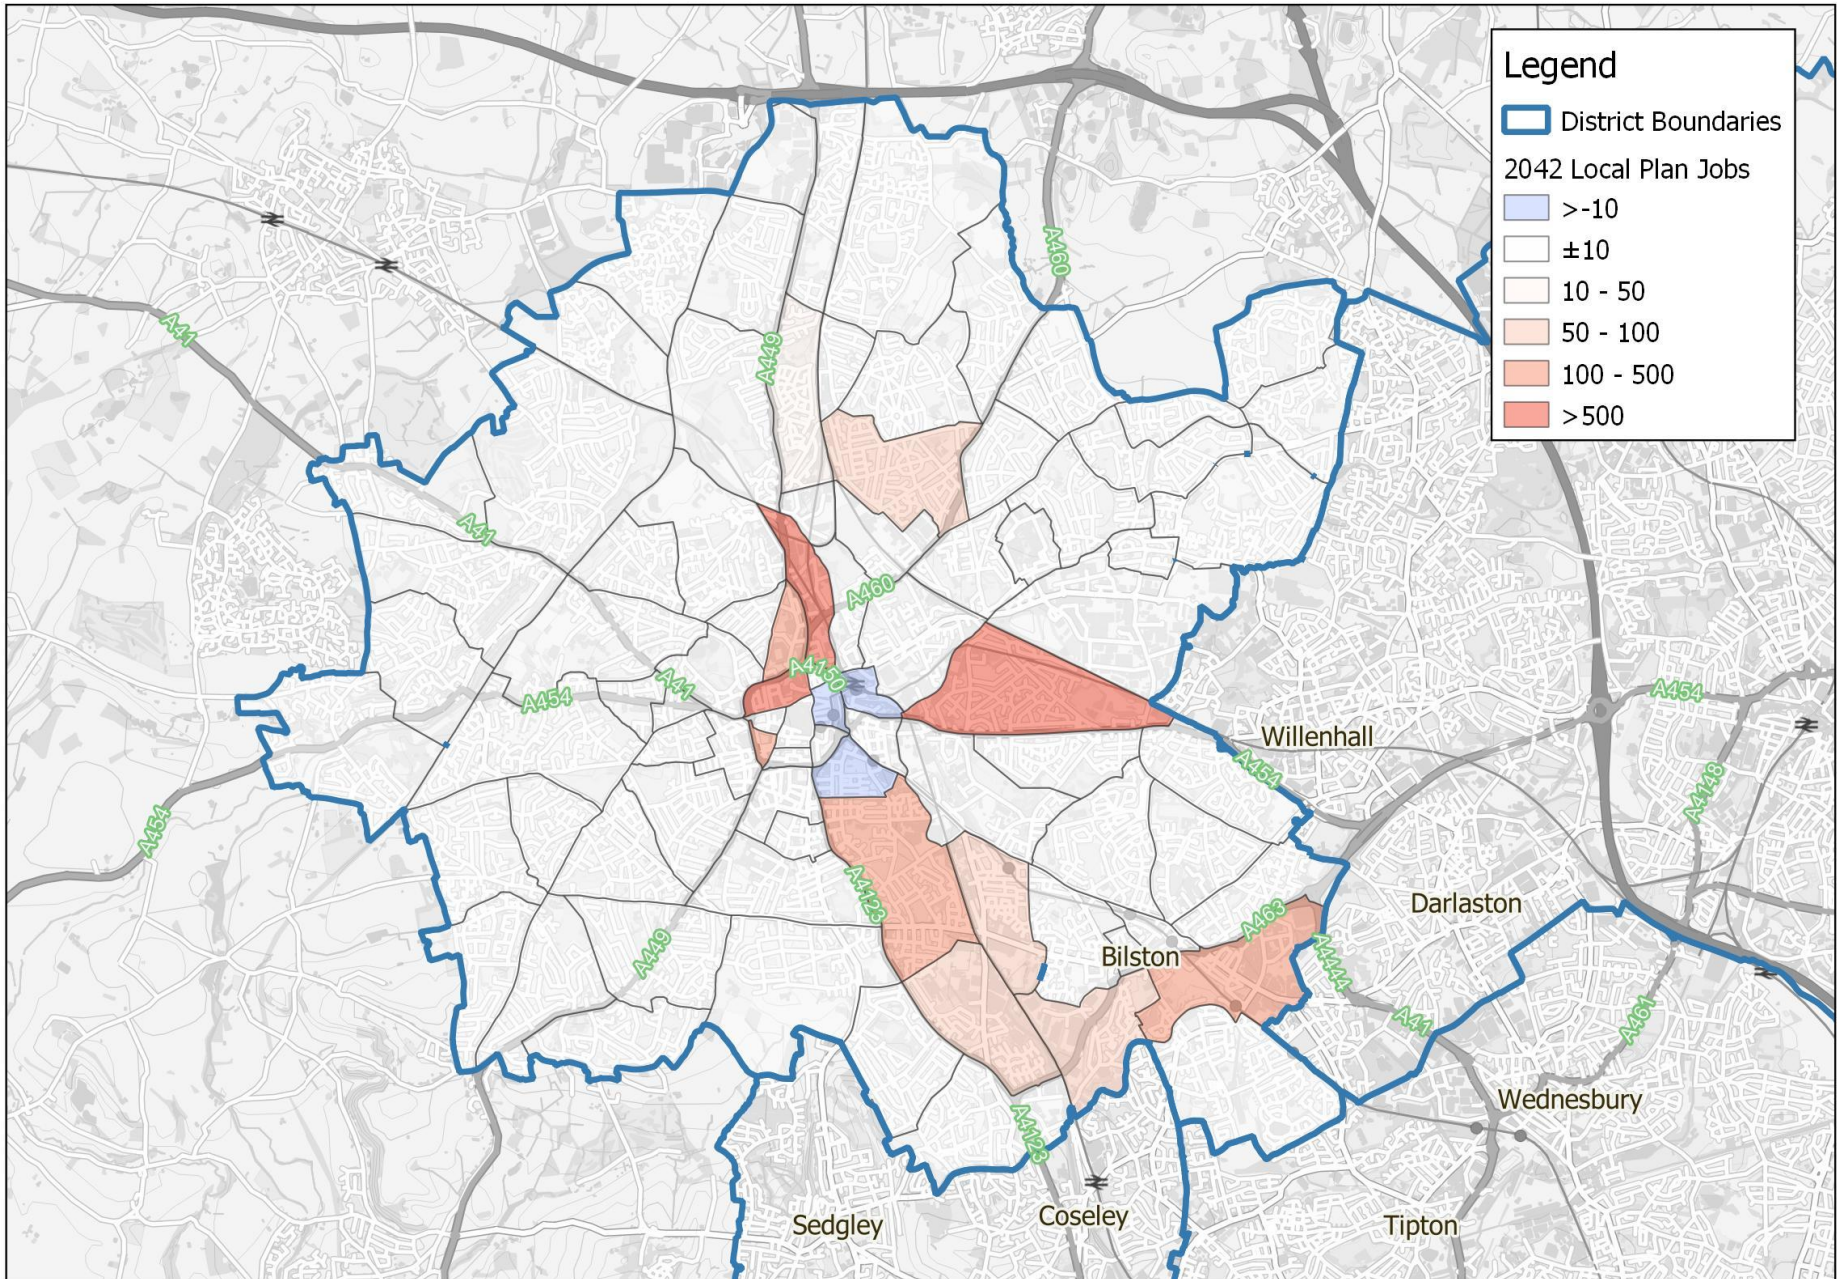 Legend
District Boundaries
2042 Local Plan Jobs
>-10
±10
10 - 50
50 - 100
100 - 500
>500
A460
A41
A449
A41
A460
A4150
A41
A454
A454
A454
Willenhall
A454
A4148
A4123
A449
A463
Darlaston
Bilston
A4444
A41
A461
Wednesbury
A4123
Sedgley
Coseley
Tipton